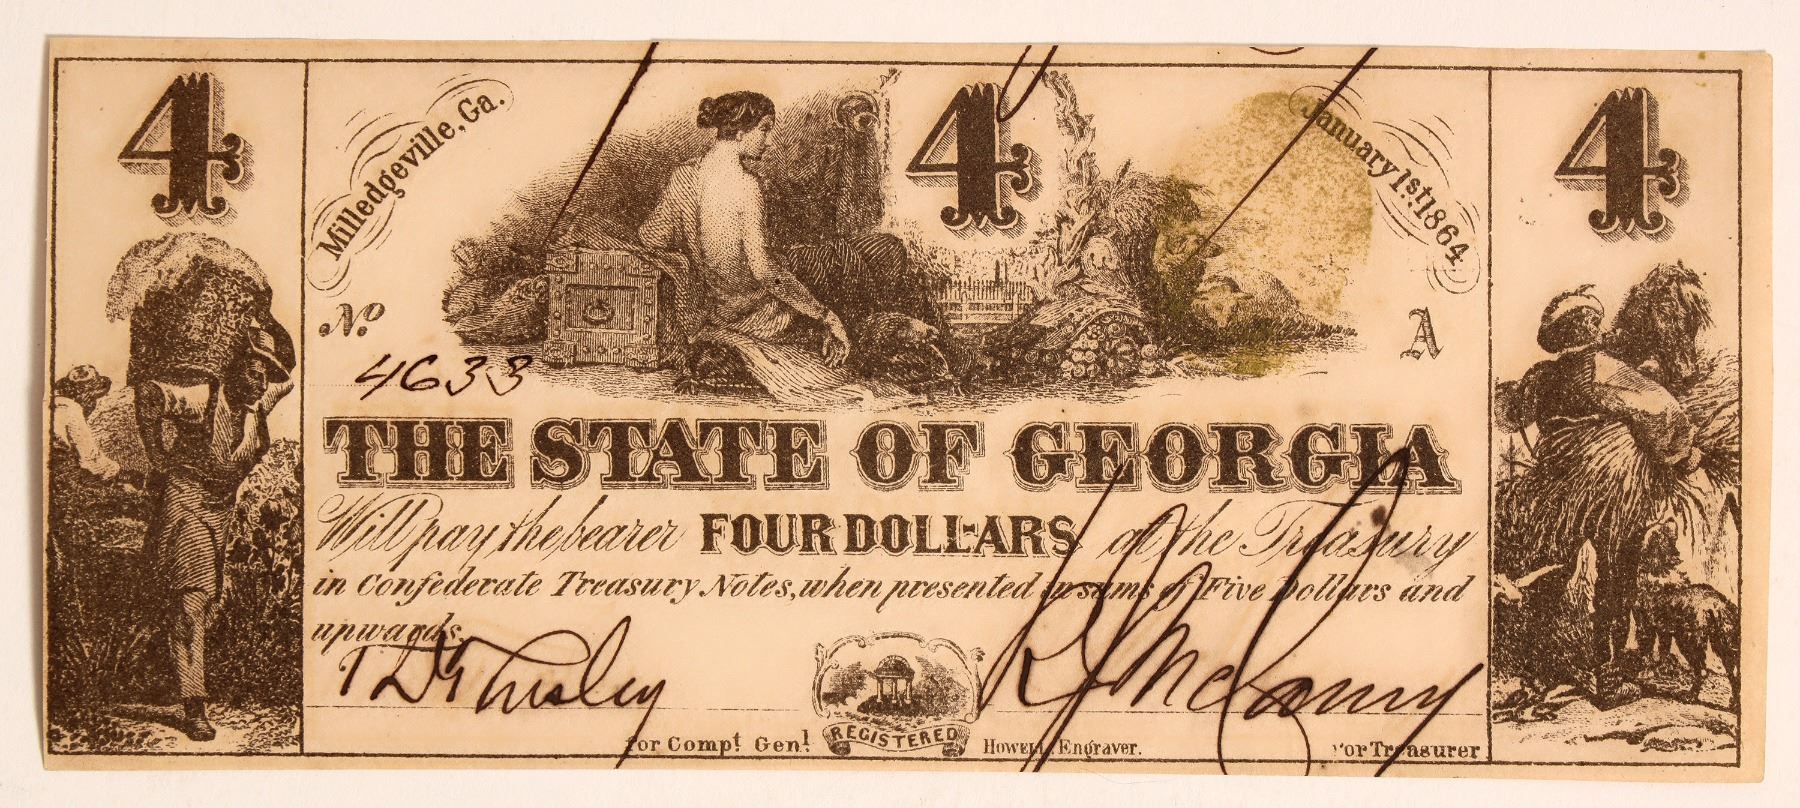 4 4 4
Milledgeville, Ga.
January 1st. 1864.
No. A
4633
THE STATE OF GEORGIA
Will pay the bearer FOUR DOLLARS at the Treasury
in Confederate Treasury Notes, when presented in sums of Five Dollars and
upwards.
for Compt. Genl. REGISTERED HOWELL, Engraver. for Treasurer